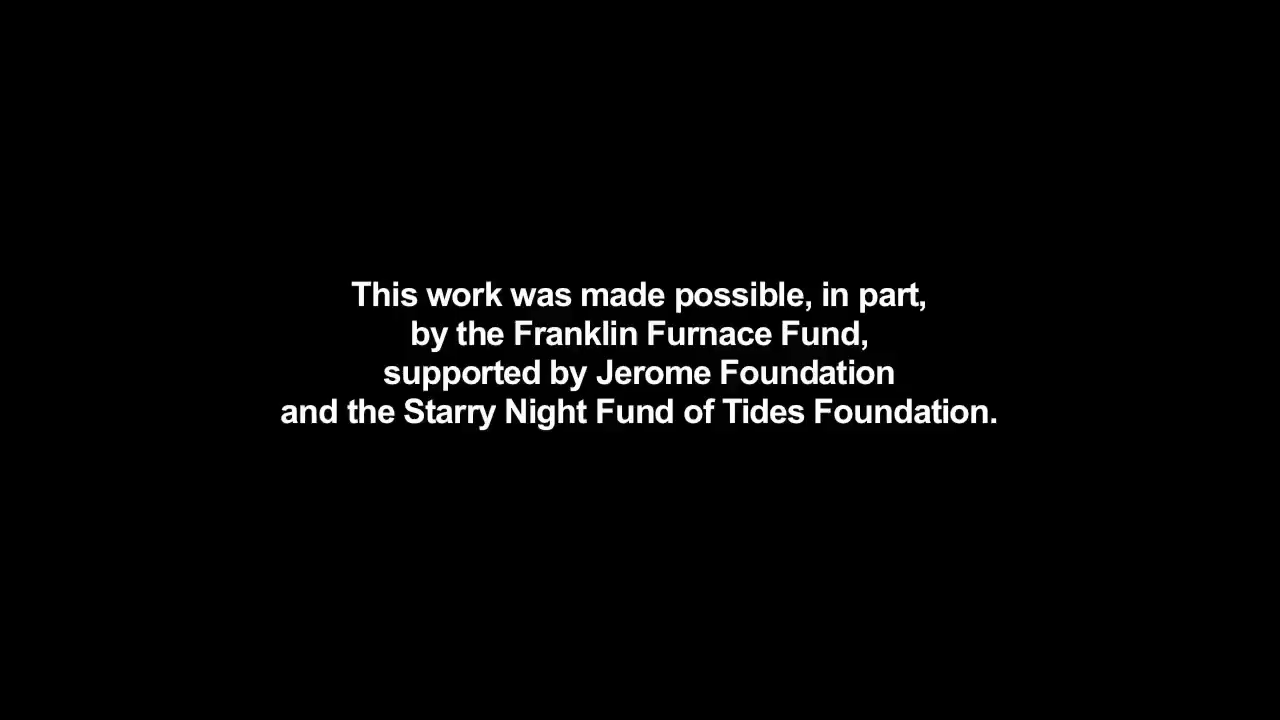 This work was made possible, in part,
by the Franklin Furnace Fund,
supported by Jerome Foundation
and the Starry Night Fund of Tides Foundation.